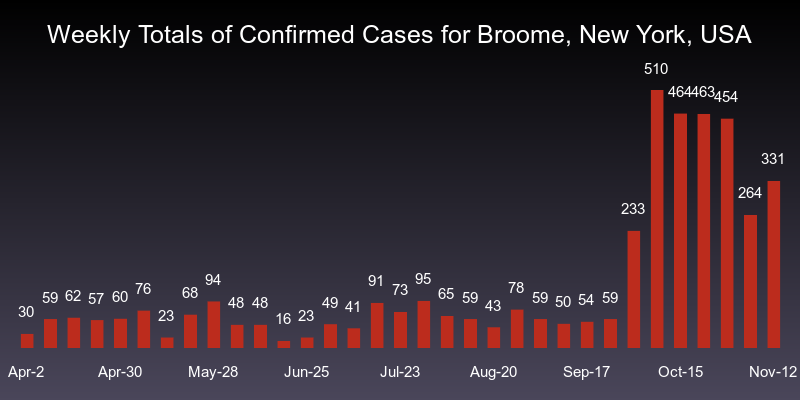 Weekly Totals of Confirmed Cases for Broome, New York, USA
510
464 463 454
331
264
233
30 59 62 57 60 76 23 68 94 48 48 16 23 49 41 91 73 95 65 59 43 78 59 50 54 59
Apr-2 Apr-30 May-28 Jun-25 Jul-23 Aug-20 Sep-17 Oct-15 Nov-12